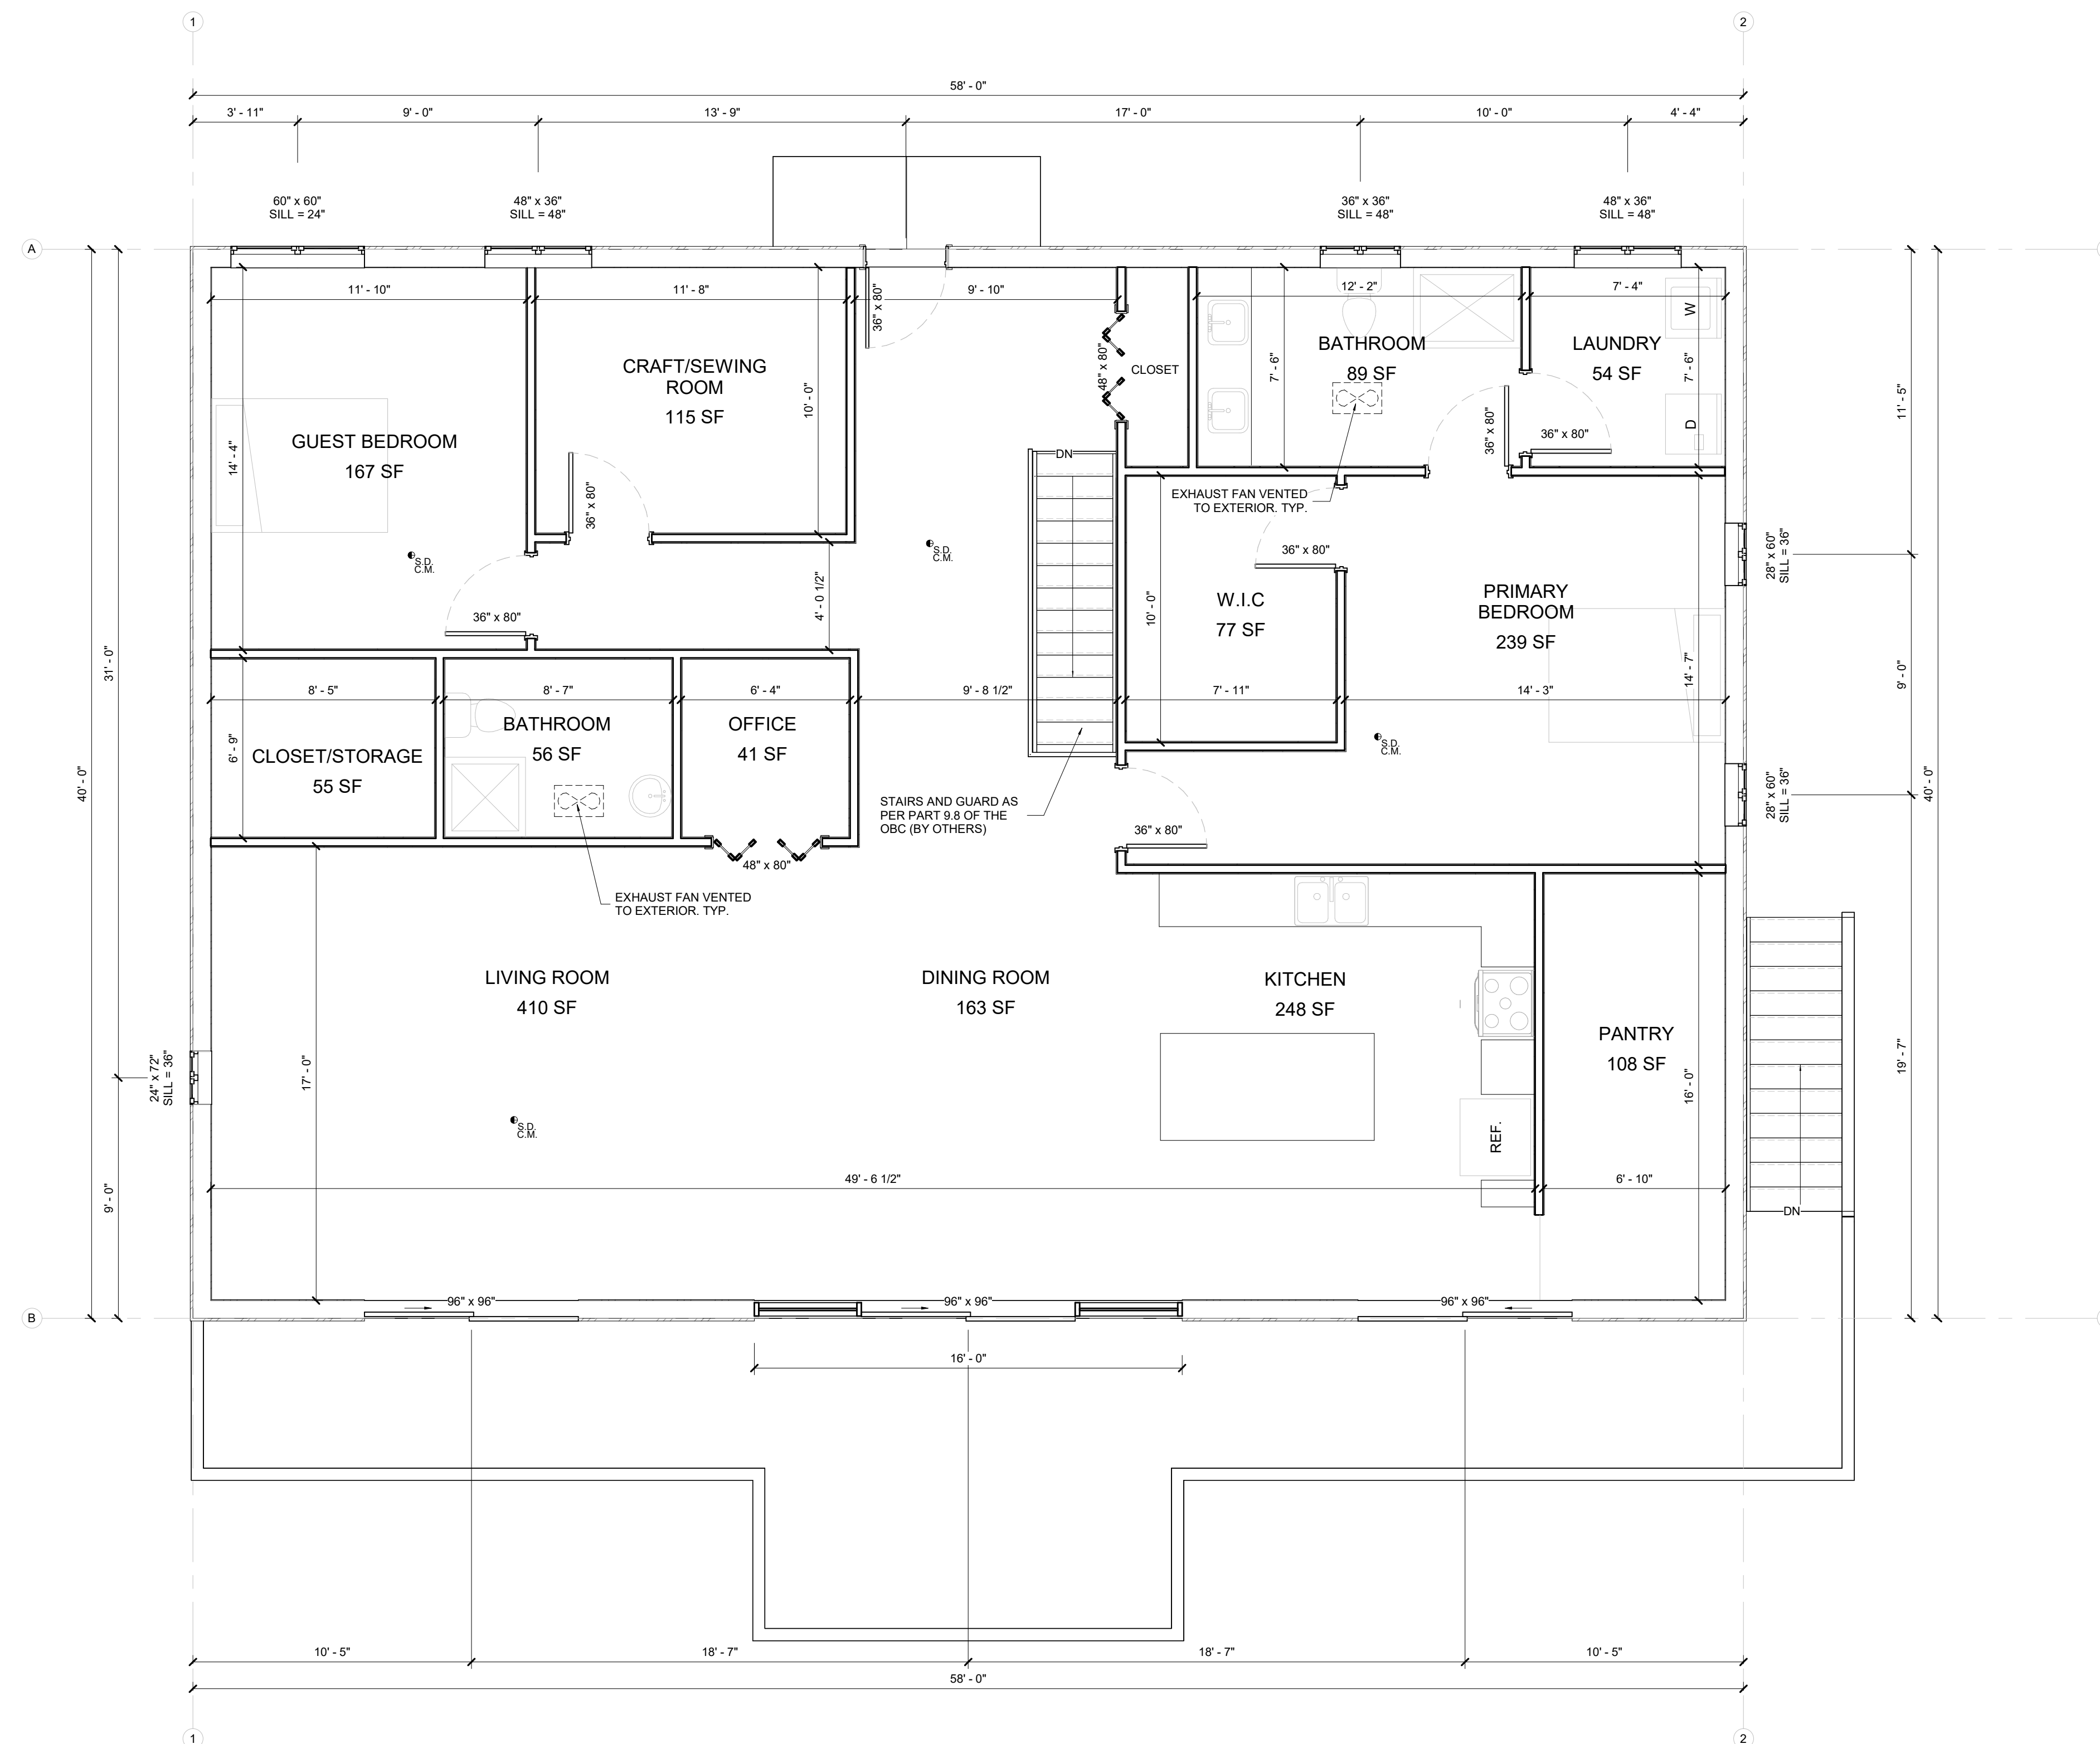 1
2
58' - 0"
3' - 11"
9' - 0"
13' - 9"
17' - 0"
10' - 0"
4' - 4"
60" x 60"
SILL = 24"
48" x 36"
SILL = 48"
36" x 36"
SILL = 48"
48" x 36"
SILL = 48"
A
11' - 10"
11' - 8"
36" x 80"
9' - 10"
12' - 2"
7' - 4"
W
CRAFT/SEWING
ROOM
115 SF
10' - 0"
48" x 80"
CLOSET
7' - 6"
BATHROOM
89 SF
LAUNDRY
54 SF
7' - 6"
11' - 5"
GUEST BEDROOM
167 SF
14' - 4"
36" x 80"
DN
36" x 80"
36" x 80"
D
EXHAUST FAN VENTED
TO EXTERIOR. TYP.
S.D.
C.M.
S.D.
C.M.
36" x 80"
28" x 60"
SILL = 36"
36" x 80"
4' - 0 1/2"
10' - 0"
W.I.C
77 SF
PRIMARY
BEDROOM
239 SF
31' - 0"
40' - 0"
14' - 7"
9' - 0"
8' - 5"
8' - 7"
6' - 4"
9' - 8 1/2"
7' - 11"
14' - 3"
6' - 9"
CLOSET/STORAGE
55 SF
BATHROOM
56 SF
OFFICE
41 SF
S.D.
C.M.
28" x 60"
SILL = 36"
40' - 0"
STAIRS AND GUARD AS
PER PART 9.8 OF THE
OBC (BY OTHERS)
36" x 80"
48" x 80"
EXHAUST FAN VENTED
TO EXTERIOR. TYP.
LIVING ROOM
410 SF
DINING ROOM
163 SF
KITCHEN
248 SF
PANTRY
108 SF
24" x 72"
SILL = 36"
17' - 0"
16' - 0"
19' - 7"
S.D.
C.M.
REF.
9' - 0"
49' - 6 1/2"
6' - 10"
DN
96" x 96"
96" x 96"
96" x 96"
B
16' - 0"
10' - 5"
18' - 7"
18' - 7"
10' - 5"
58' - 0"
1
2